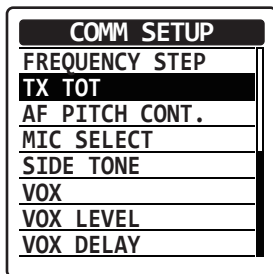 COMM SETUP
FREQUENCY STEP
TX TOT
AF PITCH CONT.
MIC SELECT
SIDE TONE
VOX
VOX LEVEL
VOX DELAY